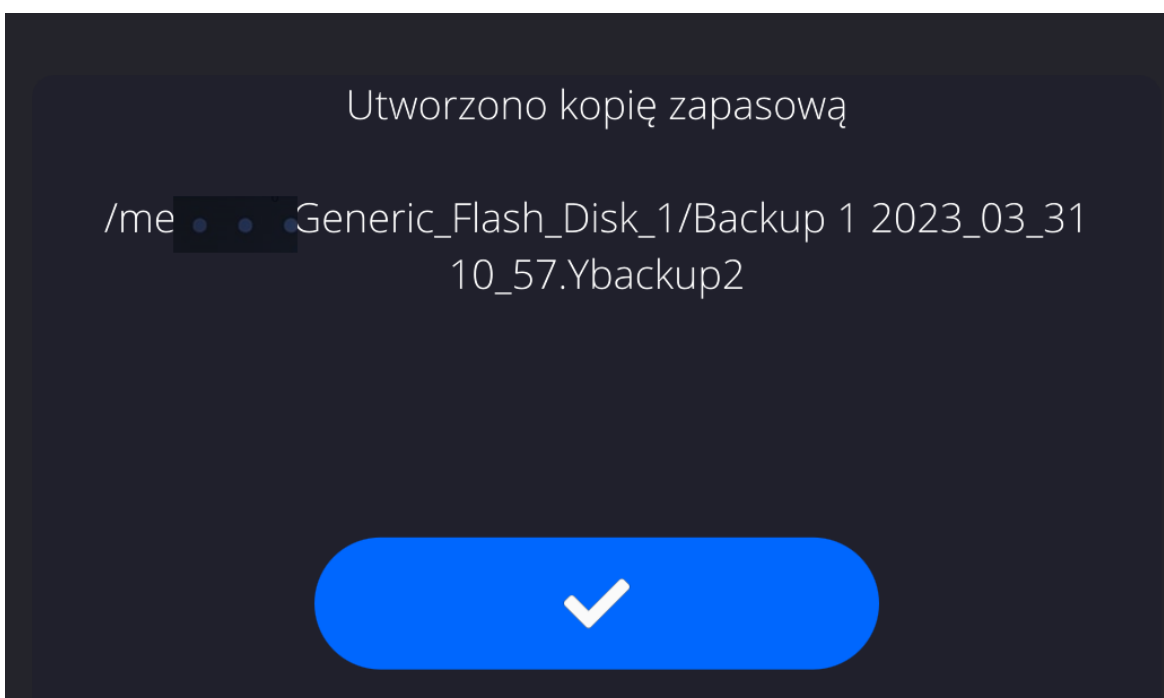 Utworzono kopię zapasową
/me Generic_Flash_Disk_1/Backup 1 2023_03_31
10_57.Ybackup2